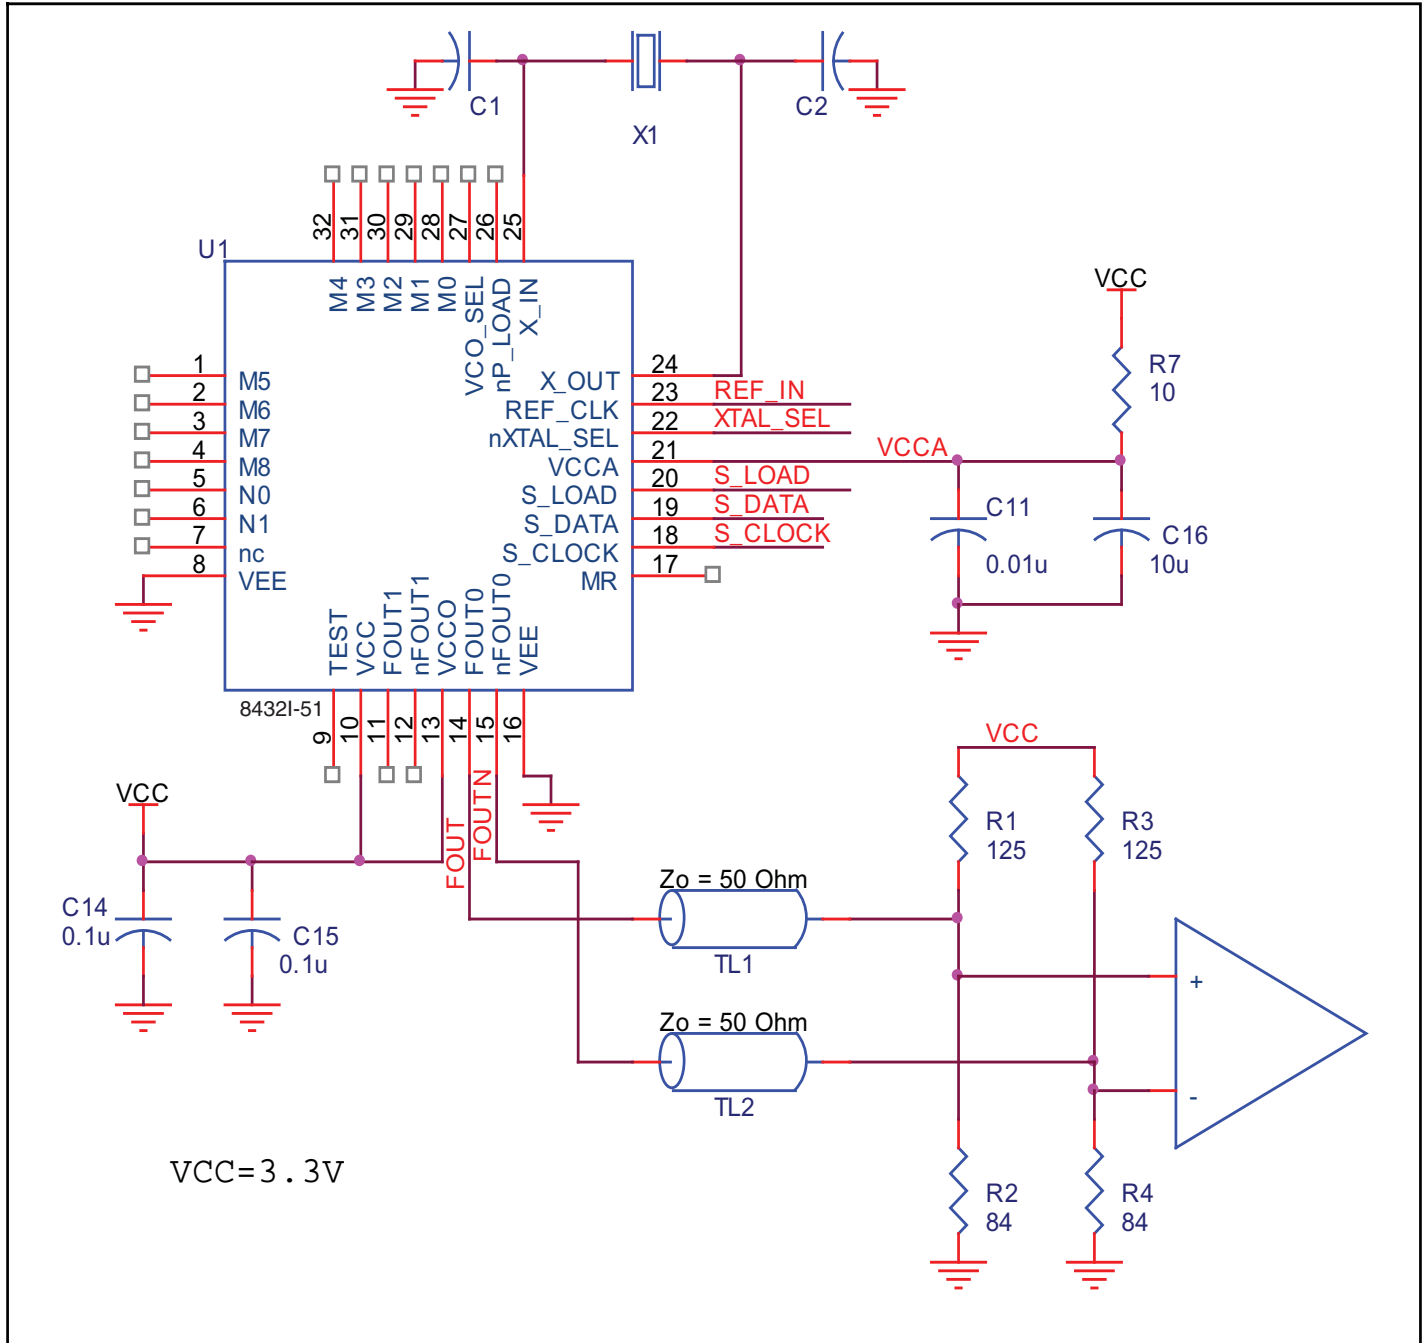 C1
X1
C2
U1
32
31
30
29
28
27
26
25
M4
M3
M2
M1
M0
VCO_SEL
nP_LOAD
X_IN
1
2
3
4
5
6
7
8
M5
M6
M7
M8
N0
N1
nc
VEE
X_OUT
REF_CLK
nXTAL_SEL
VCCA
S_LOAD
S_DATA
S_CLOCK
MR
24
23
22
21
20
19
18
17
REF_IN
XTAL_SEL
VCCA
S_LOAD
S_DATA
S_CLOCK
VCC
R7
10
C11
0.01u
C16
10u
TEST
VCC
FOUT1
nFOUT1
VCCO
FOUT0
nFOUT0
VEE
8432I-51
9
10
11
12
13
14
15
16
VCC
C14
0.1u
C15
0.1u
FOUT
FOUTN
Zo = 50 Ohm
TL1
Zo = 50 Ohm
TL2
VCC
R1
125
R3
125
+
-
R2
84
R4
84
VCC=3.3V